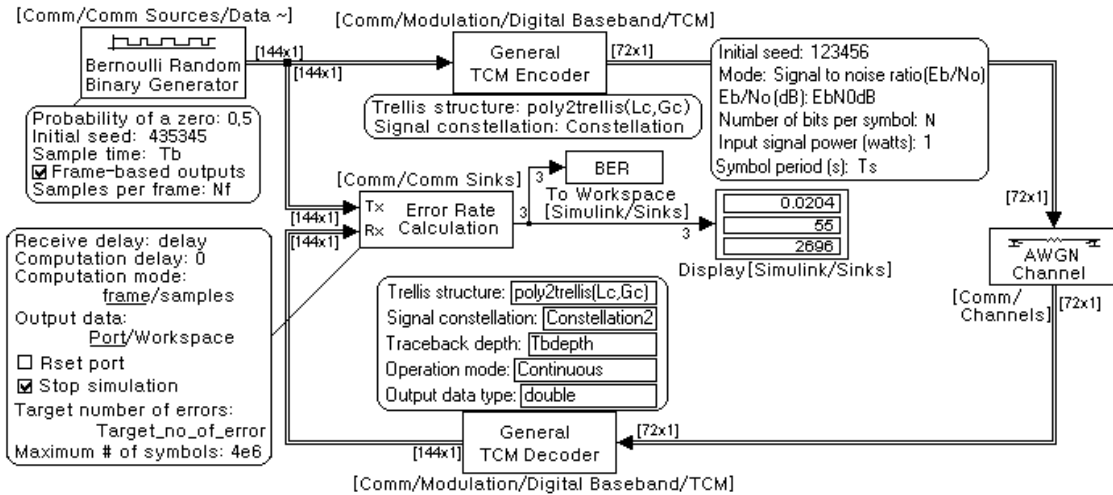 [Comm/Comm Sources/Data ~]
Bernoulli Random
Binary Generator
[144x1]
[144x1]
Probability of a zero: 0,5
Initial seed: 435345
Sample time: Tb
Frame-based outputs
Samples per frame: Nf
[Comm/Modulation/Digital Baseband/TCM]
General
TCM Encoder
[72x1]
Trellis structure: poly2trellis(Lc,Gc)
Signal constellation: Constellation
Initial seed: 123456
Mode: Signal to noise ratio(Eb/No)
Eb/No(dB): EbN0dB
Number of bits per symbol: N
Input signal power (watts): 1
Symbol period (s): Ts
[72x1]
AWGN
Channel
[Comm/
Channels]
[72x1]
[Comm/Comm Sinks]
Tx
Rx
Error Rate
Calculation
[144x1]
[144x1]
3
3
BER
To Workspace
[Simulink/Sinks]
3
0.0204
55
2696
Display[Simulink/Sinks]
Receive delay: delay
Computation delay: 0
Computation mode:
frame/samples
Output data:
Port/Workspace
Rset port
Stop simulation
Target number of errors:
Target_no_of_error
Maximum # of symbols: 4e6
Trellis structure: poly2trellis(Lc,Gc)
Signal constellation: Constellation2
Traceback depth: Tbdepth
Operation mode: Continuous
Output data type: double
General
TCM Decoder
[72x1]
[144x1]
[Comm/Modulation/Digital Baseband/TCM]